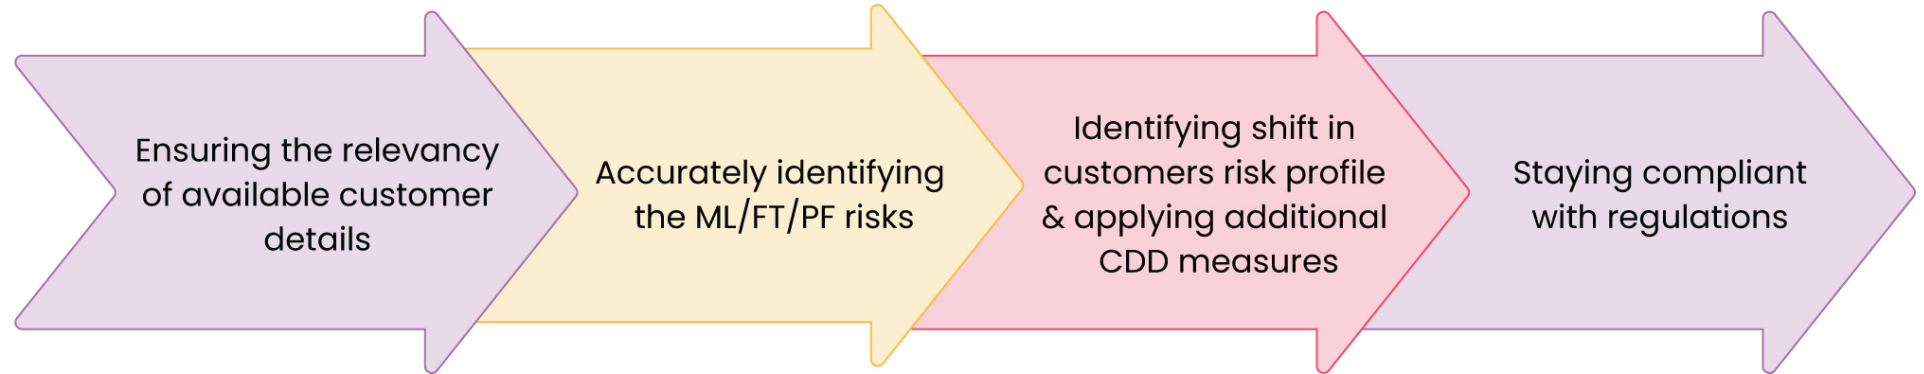 Ensuring the relevancy
of available customer
details
Accurately identifying
the ML/FT/PF risks
Identifying shift in
customers risk profile
& applying additional
CDD measures
Staying compliant
with regulations